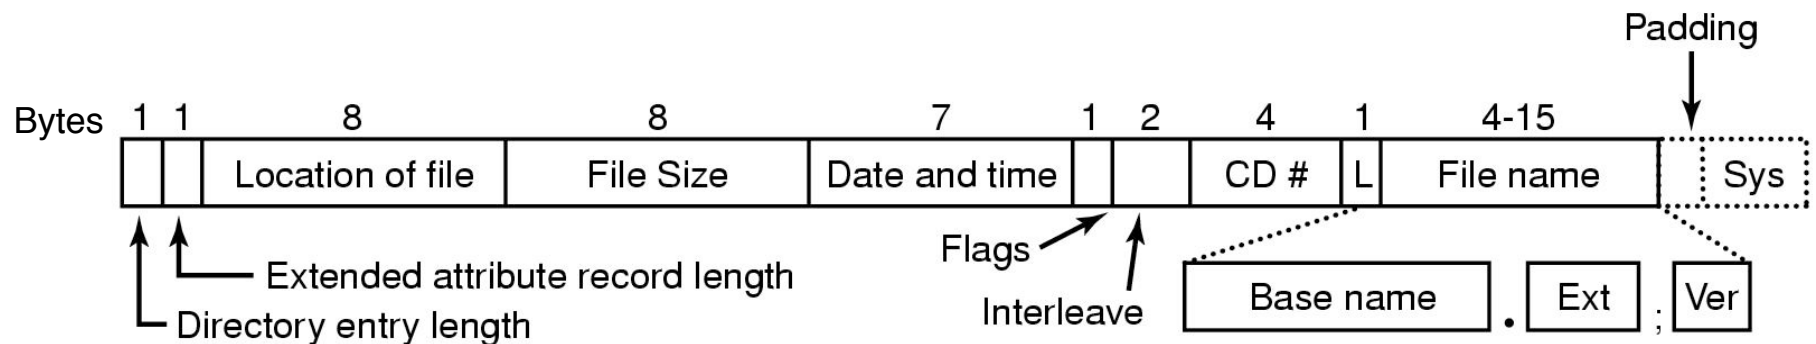 Padding
Bytes 1 1 8 8 7 1 2 4 1 4-15
Location of file File Size Date and time CD # L File name Sys
Flags
Extended attribute record length
Interleave
Base name . Ext ; Ver
Directory entry length